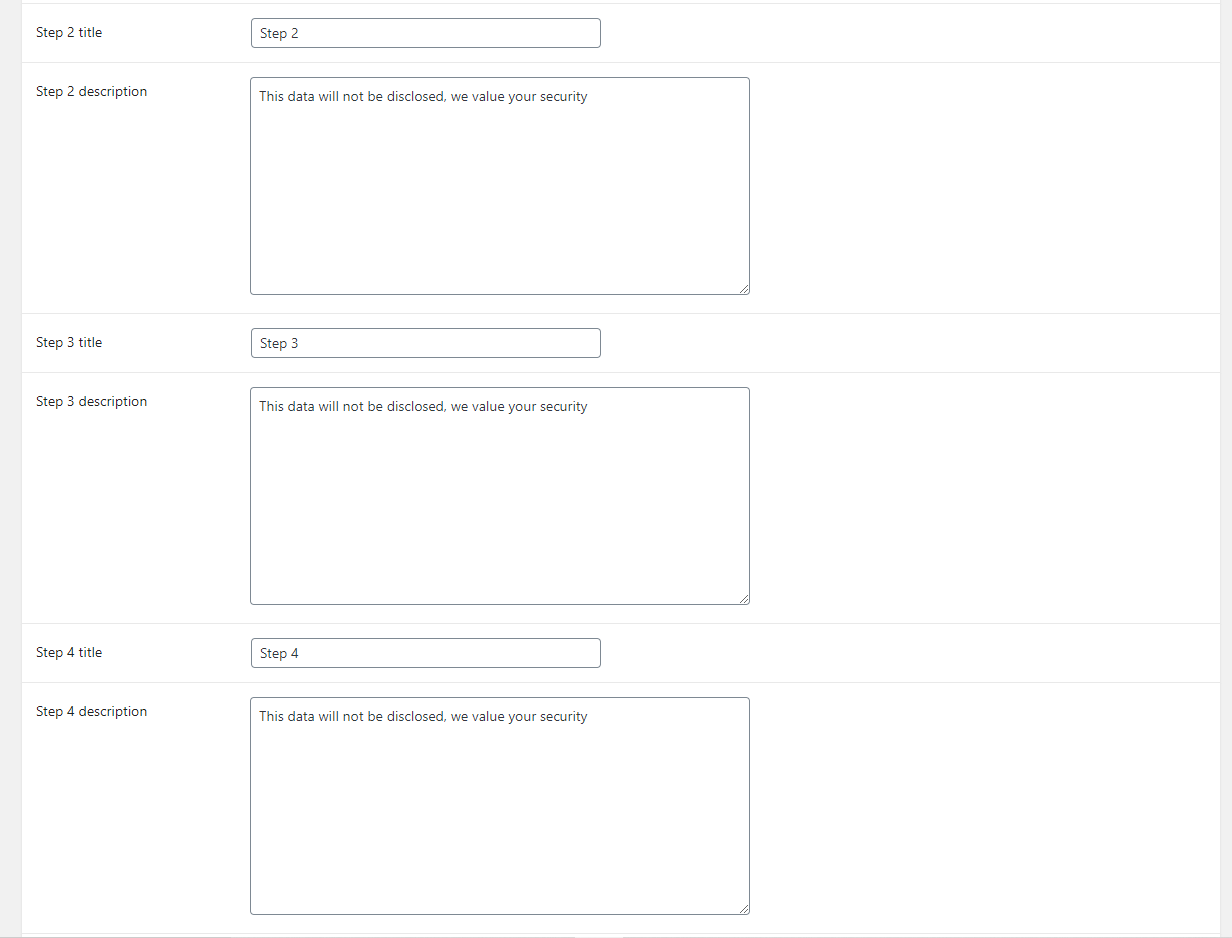 Step 2 title
Step 2
Step 2 description
This data will not be disclosed, we value your security
Step 3 title
Step 3
Step 3 description
This data will not be disclosed, we value your security
Step 4 title
Step 4
Step 4 description
This data will not be disclosed, we value your security